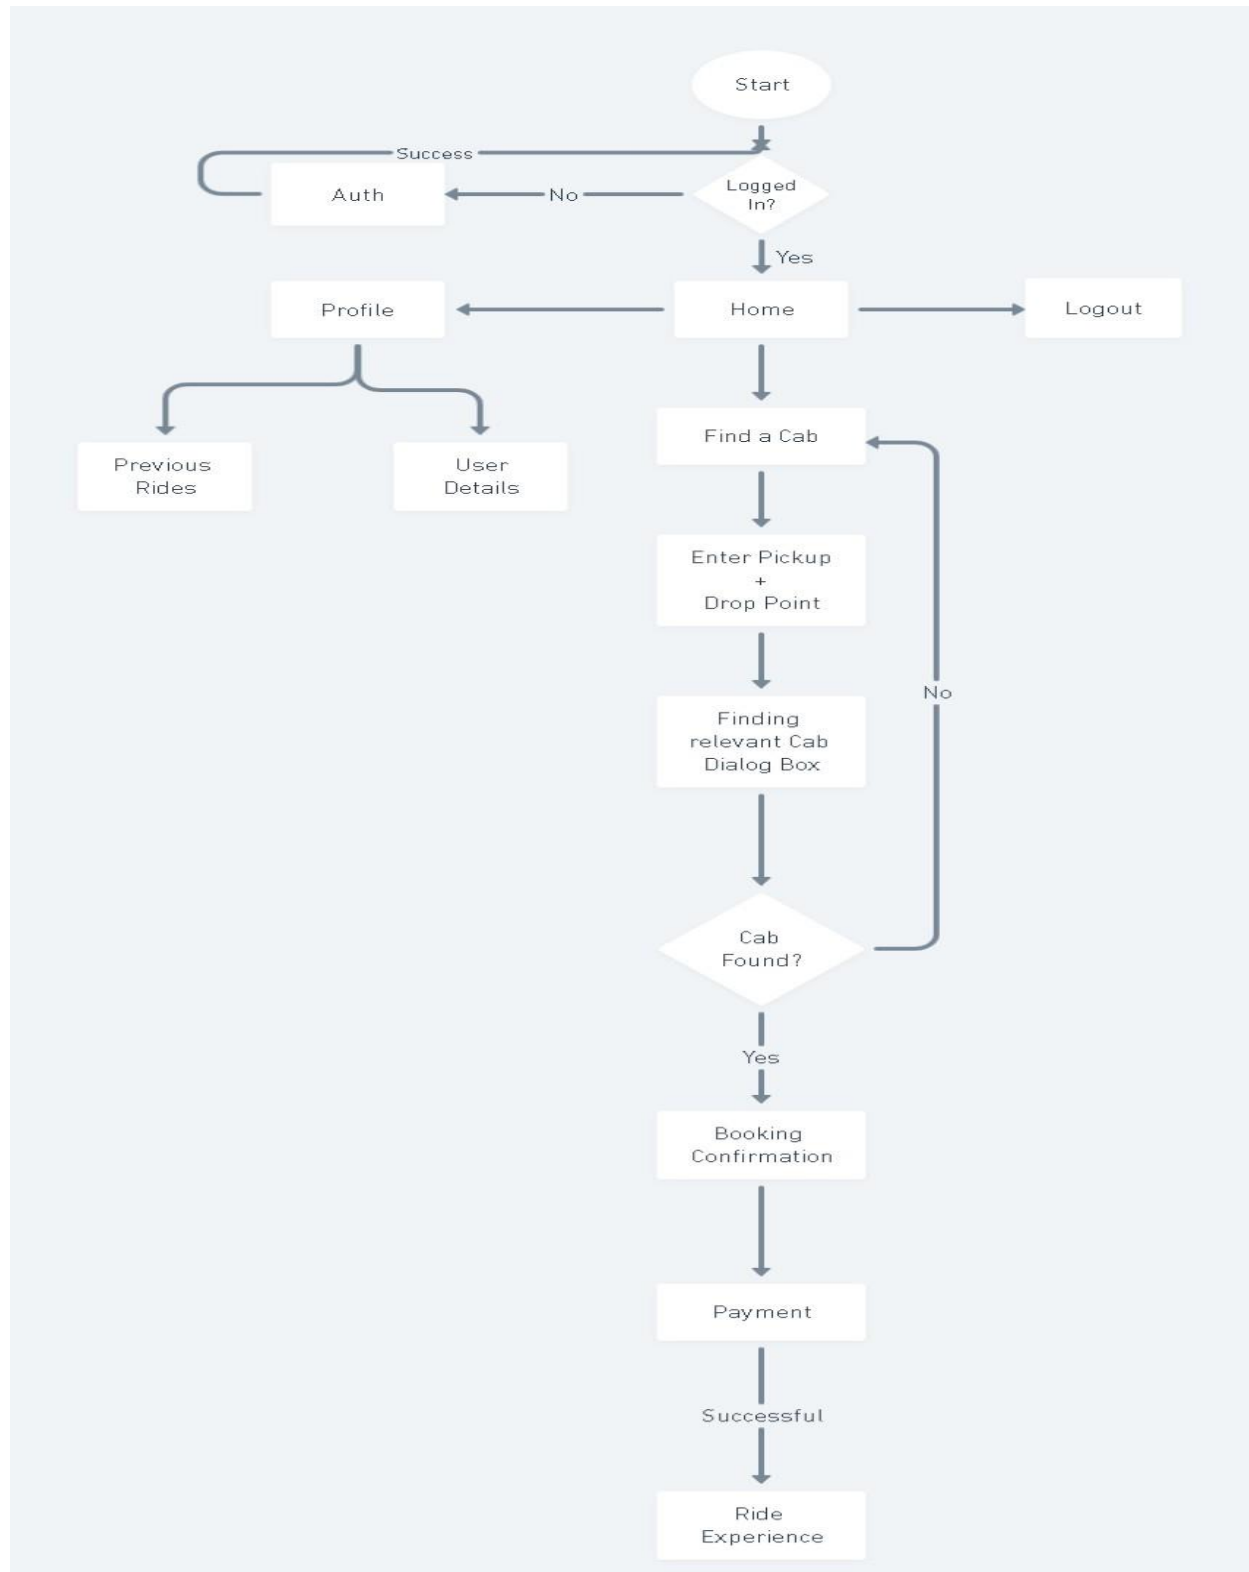 Start
Success
Logged
In?
Auth
No
Yes
Profile
Home
Logout
Find a Cab
Previous
Rides
User
Details
Enter Pickup
+
Drop Point
No
Finding
relevant Cab
Dialog Box
Cab
Found?
Yes
Booking
Confirmation
Payment
Successful
Ride
Experience